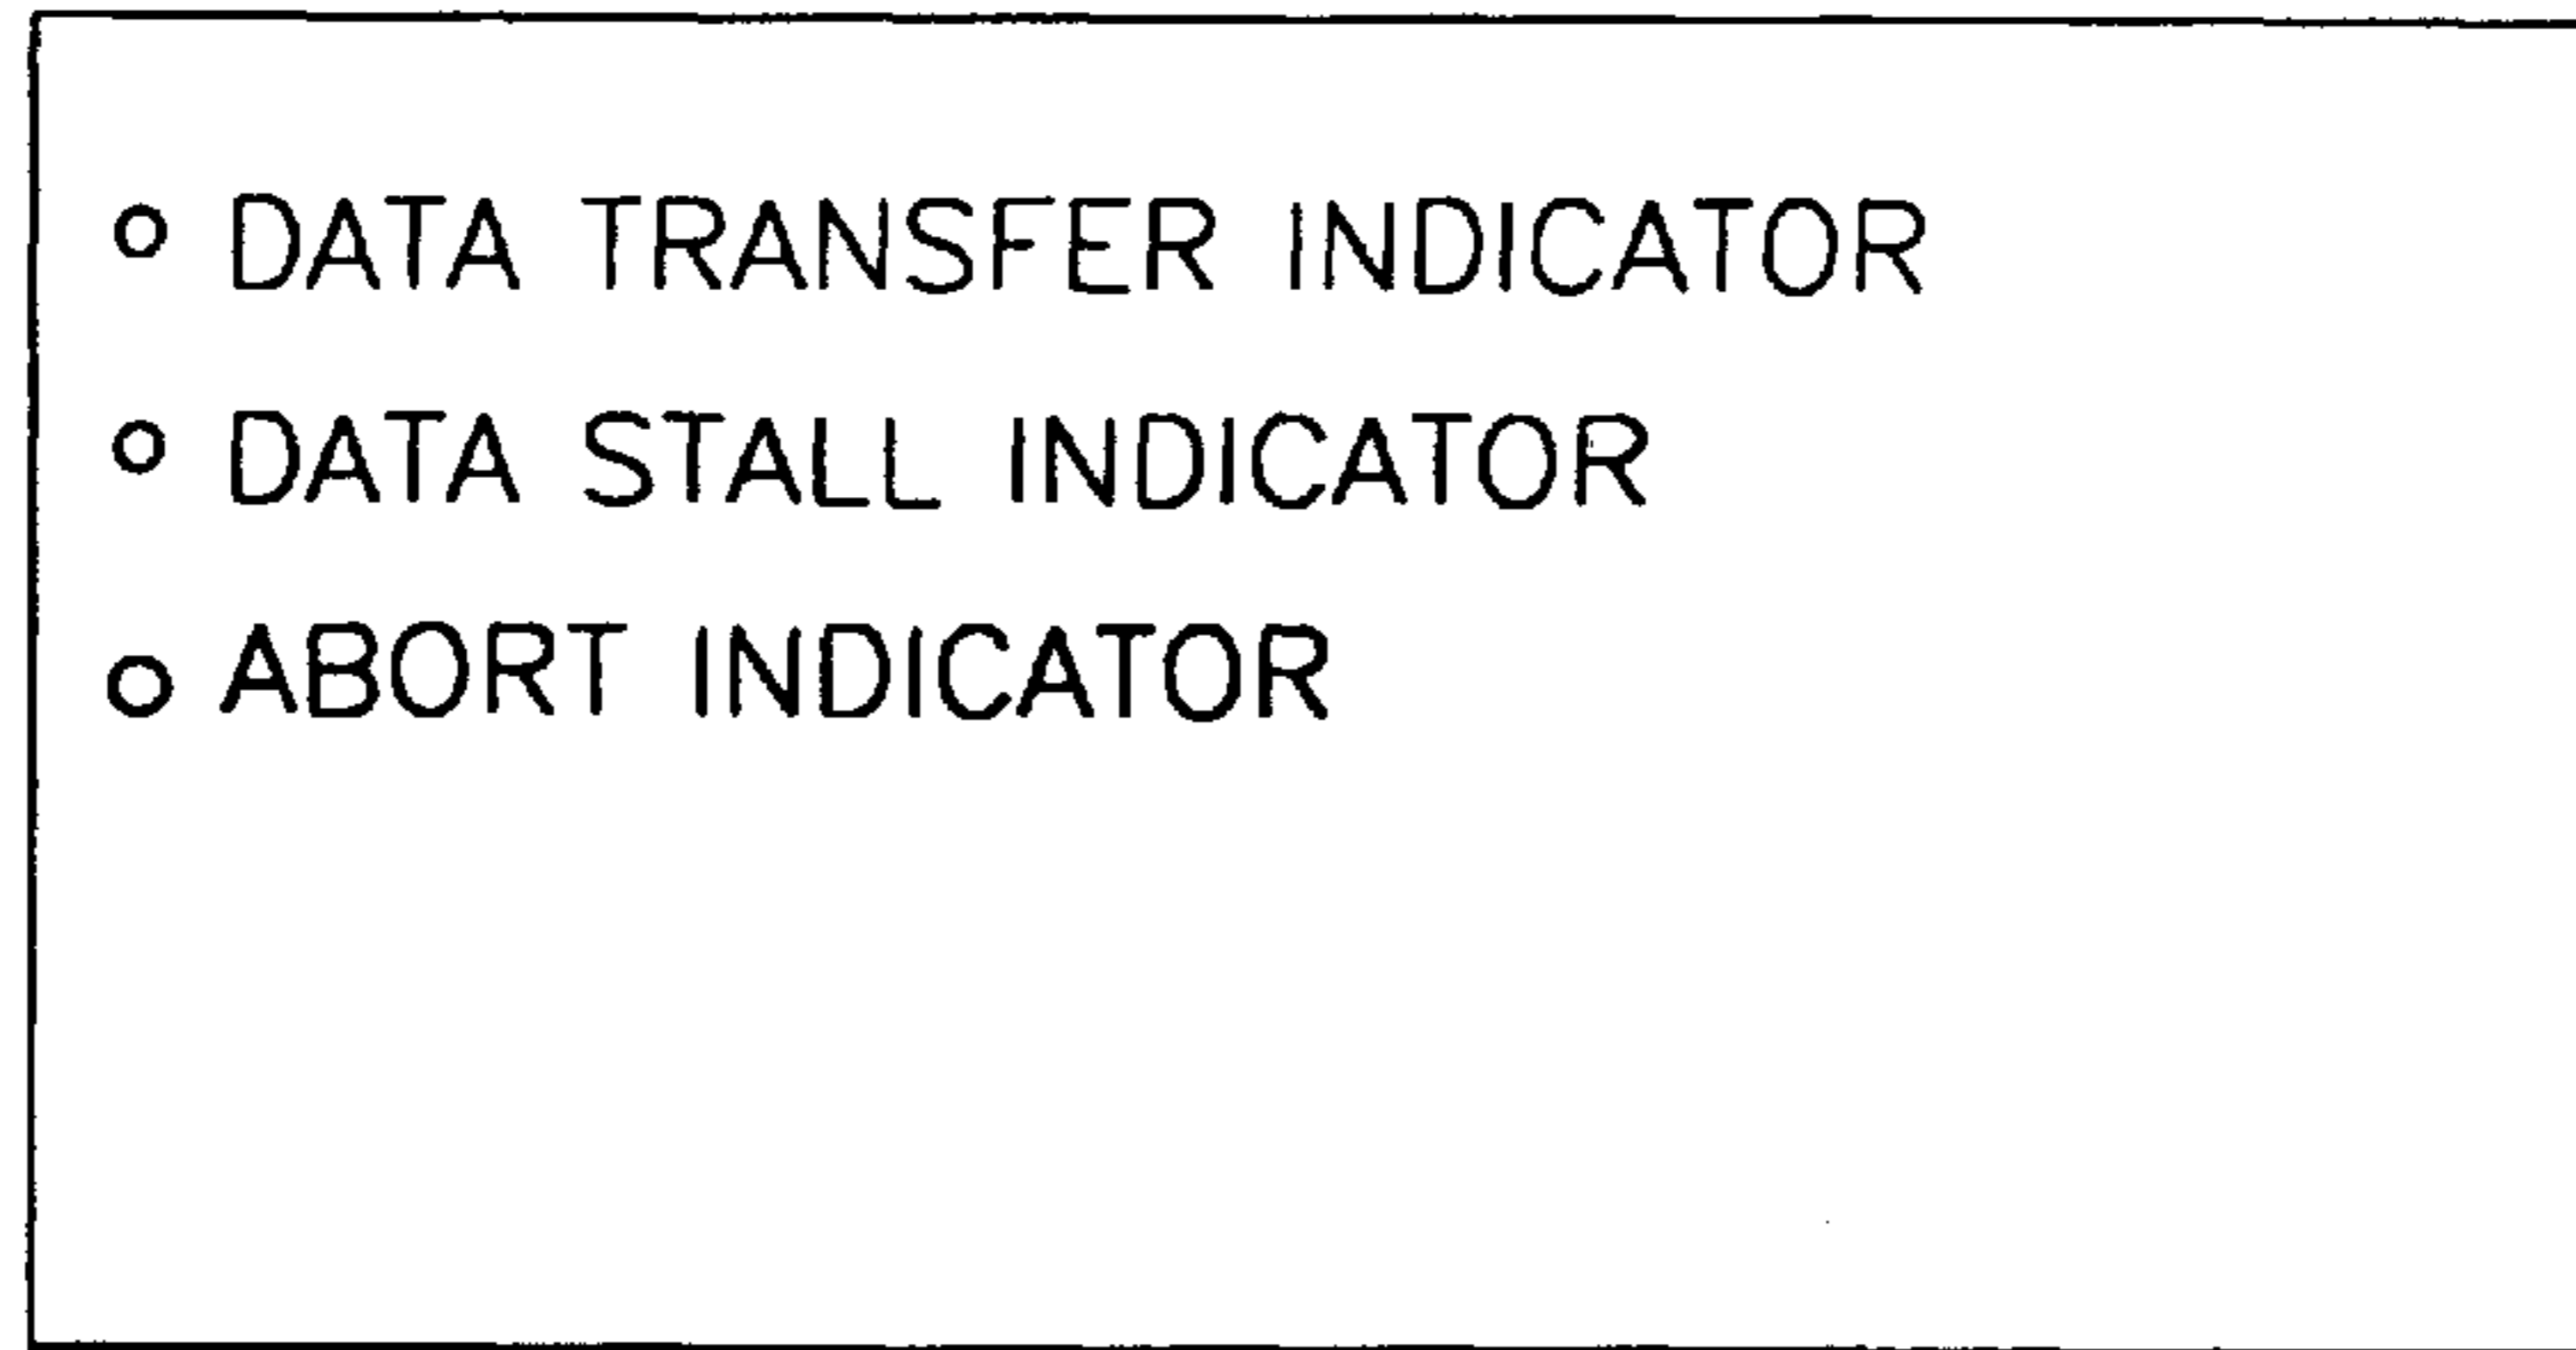 o DATA TRANSFER INDICATOR
o DATA STALL INDICATOR
o ABORT INDICATOR